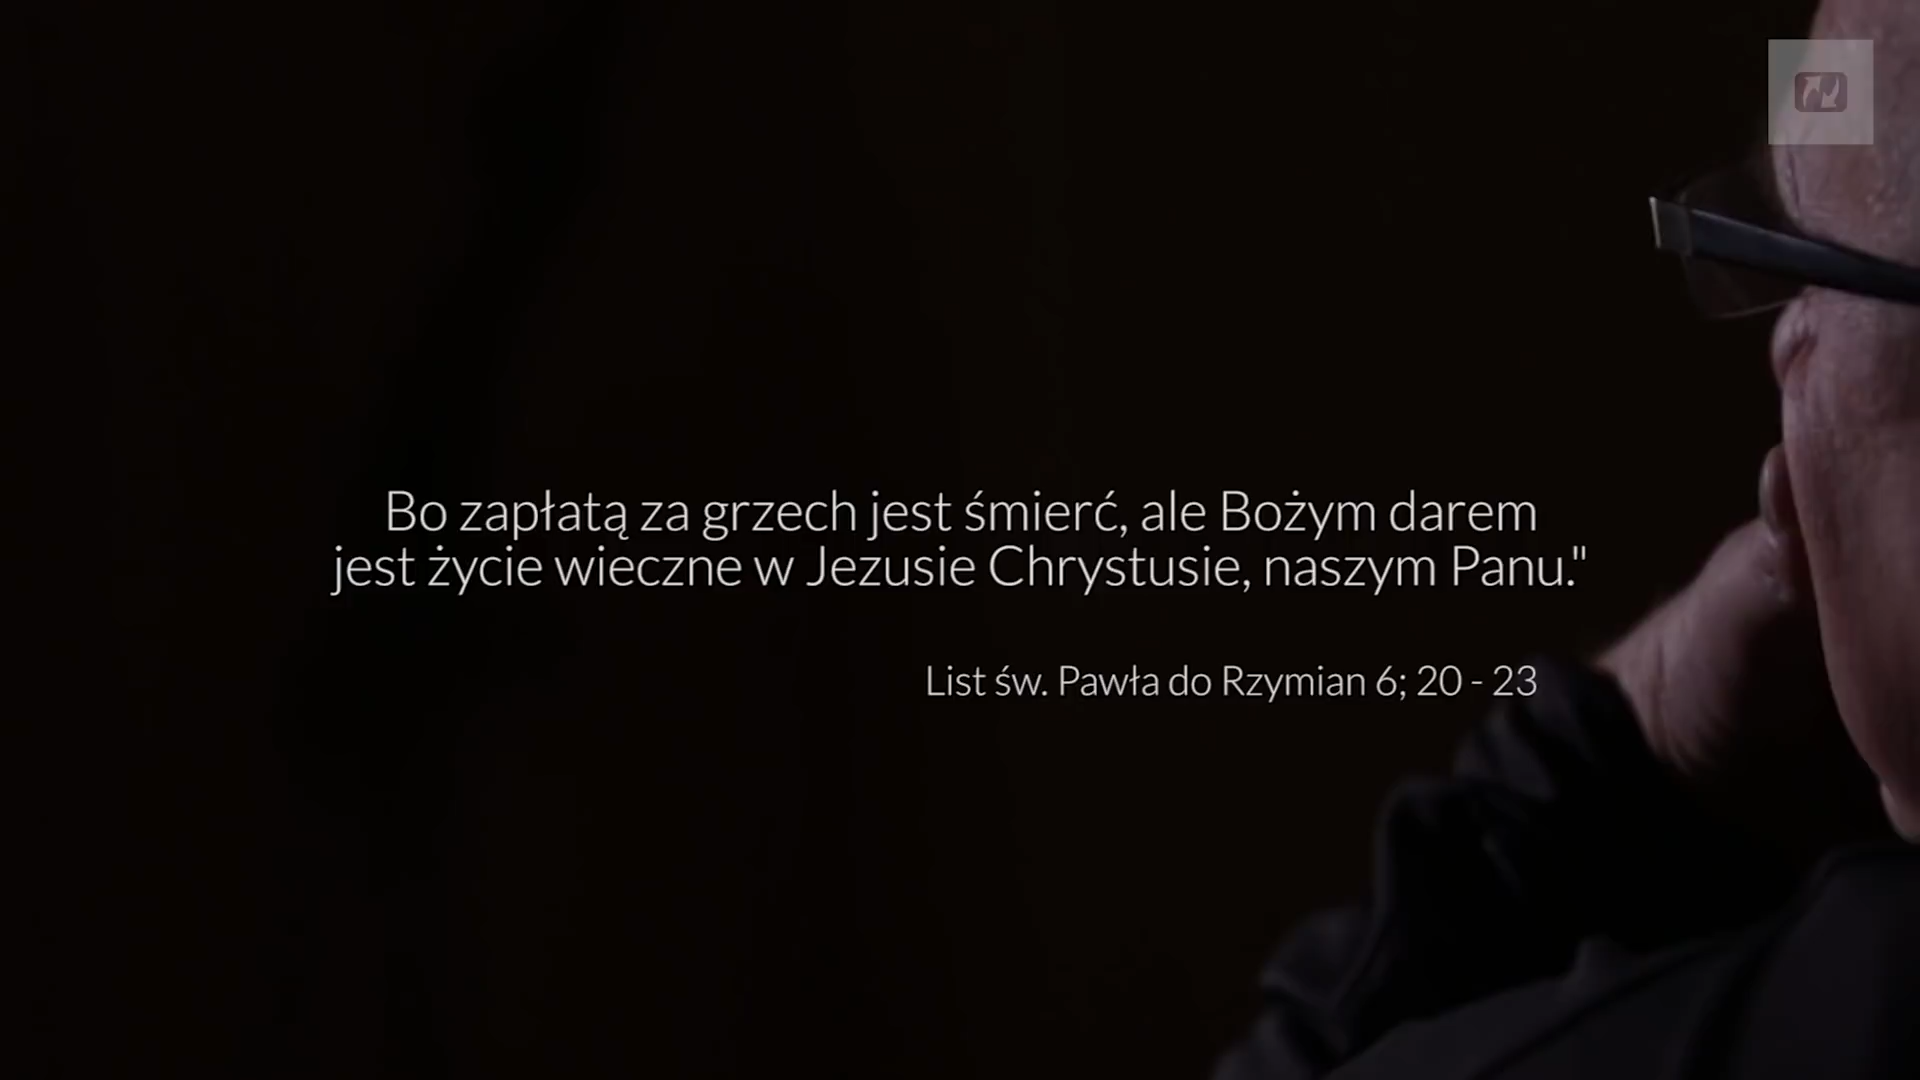 Bo zapłatą za grzech jest śmierć, ale Bożym darem
jest życie wieczne w Jezusie Chrystusie, naszym Panu."
List św. Pawła do Rzymian 6; 20 - 23